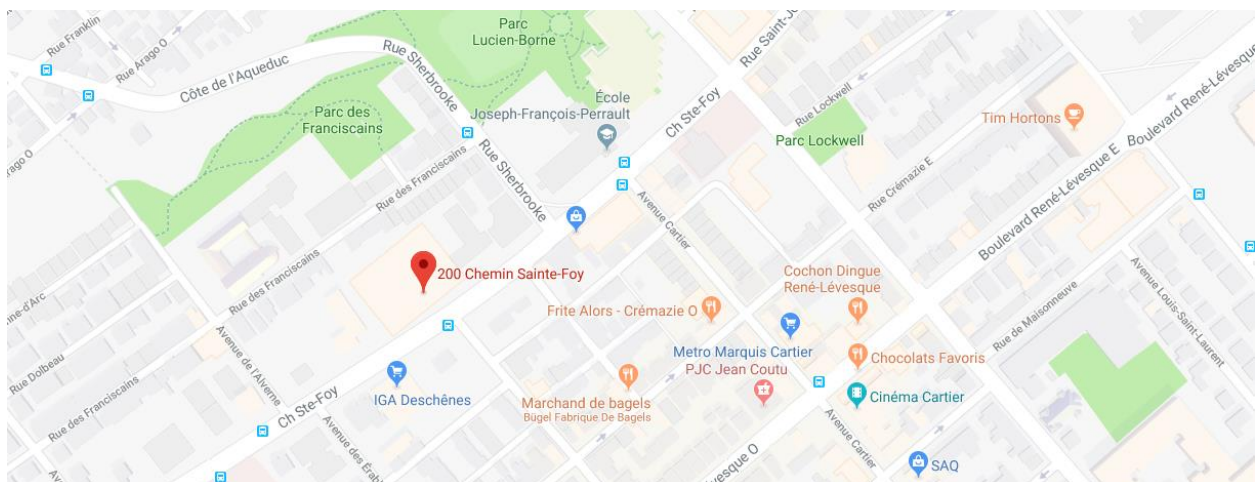 Rue Franklin
Rue Arago O
Côte de l'Aqueduc
Rue Sherbrooke
Parc
Lucien-Borne
Rue Saint-Je
Parc des
Franciscains
École
Joseph-François-Perrault
Ch Ste-Foy
Rue Lockwell
Parc Lockwell
Tim Hortons
Boulevard René-Lévesque
Boulevard René-Lévesque E
rago O
Rue des Franciscains
Rue Sherbrooke
Avenue Cartier
Rue Crémazie E
200 Chemin Sainte-Foy
Cochon Dingue
René-Lévesque
Frite Alors - Crémazie O
Metro Marquis Cartier
PJC Jean Coutu
Chocolats Favoris
Rue de Maisonneuve
Avenue Louis-Saint-Laurent
ne-d'Arc
Rue des Franciscains
Rue Dolbeau
Avenue de l'Alverne
IGA Deschênes
Marchand de bagels
Bügel Fabrique De Bagels
Cinéma Cartier
Rue des Franciscains
Ch Ste-Foy
Avenue des Érab
vesque O
Avenue Cartier
SAQ